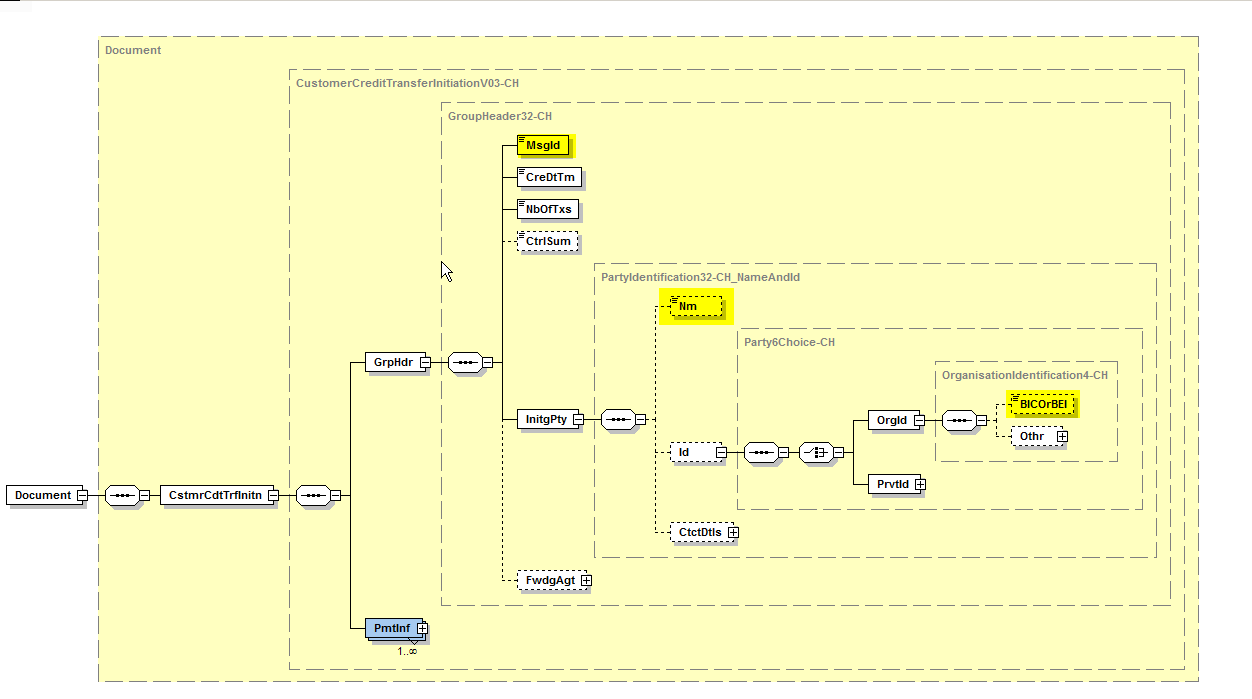 Document
CustomerCreditTransferInitiationV03-CH
GroupHeader32-CH
MsgId
CreDtTm
NbOfTxs
CtrlSum
PartyIdentification32-CH_NameAndId
Nm
Party6Choice-CH
GrpHdr
OrganisationIdentification4-CH
BICOrBEI
InitgPty
OrgId
Othr
Id
PrvtId
Document
CstmrCdtTrfInitn
CtctDtls
FwdgAgt
PmtInf
1..∞